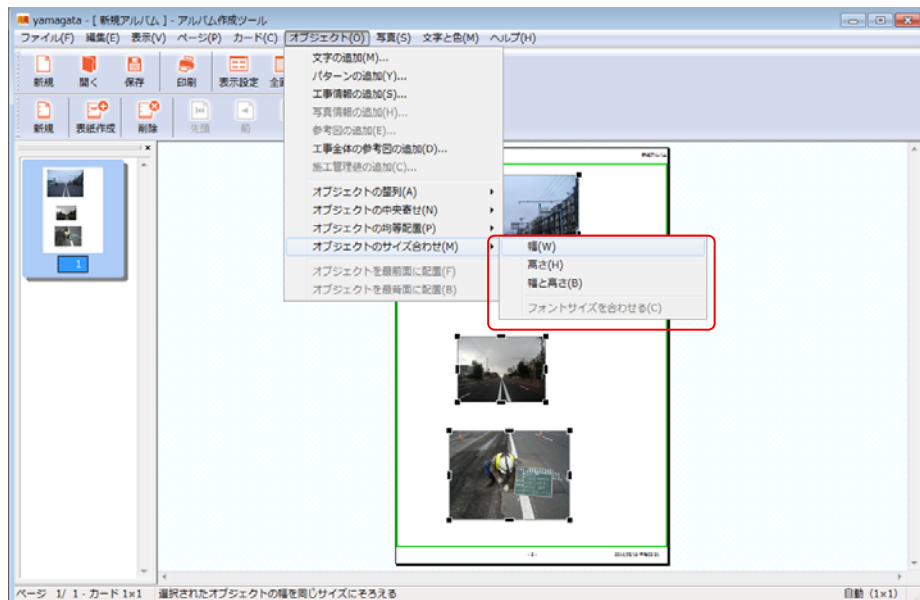 yamagata - [ 新規アルバム ] - アルバム作成ツール
ファイル(F) 編集(E) 表示(V) ページ(P) カード(C) オブジェクト(O) 写真(S) 文字と色(M) ヘルプ(H)
新規 開く 保存 印刷 表示設定
新規 表紙作成 削除 先頭 前
文字の追加(M)...
パターンの追加(Y)...
工事情報の追加(S)...
写真情報の追加(H)...
参考図の追加(E)...
工事全体の参考図の追加(D)...
施工管理値の追加(C)...
オブジェクトの整列(A)
オブジェクトの中央寄せ(N)
オブジェクトの均等配置(P)
オブジェクトのサイズ合わせ(M)
オブジェクトを最前面に配置(F)
オブジェクトを最背面に配置(B)
幅(W)
高さ(H)
幅と高さ(B)
フォントサイズを合わせる(C)
1
ページ 1/ 1 - カード 1×1 選択されたオブジェクトの幅を同じサイズにそろえる 自動 (1×1)